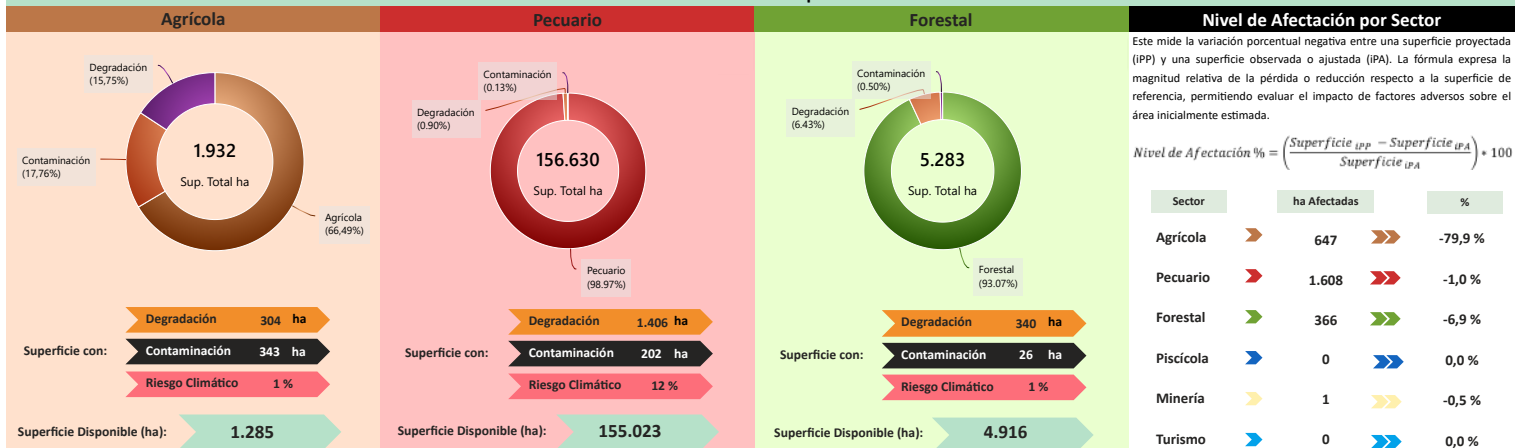 Agrícola
Pecuario
Forestal
Nivel de Afectación por Sector
Degradación
(15,75%)
Contaminación
(17,76%)
1.932
Sup. Total ha
Agrícola
(66,49%)
Contaminación
(0.13%)
Degradación
(0.90%)
156.630
Sup. Total ha
Pecuario
(98.97%)
Contaminación
(0.50%)
Degradación
(6.43%)
5.283
Sup. Total ha
Forestal
(93.07%)
Este mide la variación porcentual negativa entre una superficie proyectada
(iPP) y una superficie observada o ajustada (iPA). La fórmula expresa la
magnitud relativa de la pérdida o reducción respecto a la superficie de
referencia, permitiendo evaluar el impacto de factores adversos sobre el
área inicialmente estimada.
Nivel de Afectación % = (Superficie iPP − Superficie iPA / Superficie iPA) * 100
Superficie con:
Degradación 304 ha
Contaminación 343 ha
Riesgo Climático 1 %
Superficie Disponible (ha): 1.285
Superficie con:
Degradación 1.406 ha
Contaminación 202 ha
Riesgo Climático 12 %
Superficie Disponible (ha): 155.023
Superficie con:
Degradación 340 ha
Contaminación 26 ha
Riesgo Climático 1 %
Superficie Disponible (ha): 4.916
Sector ha Afectadas %
Agrícola 647 -79,9 %
Pecuario 1.608 -1,0 %
Forestal 366 -6,9 %
Piscícola 0 0,0 %
Minería 1 -0,5 %
Turismo 0 0,0 %